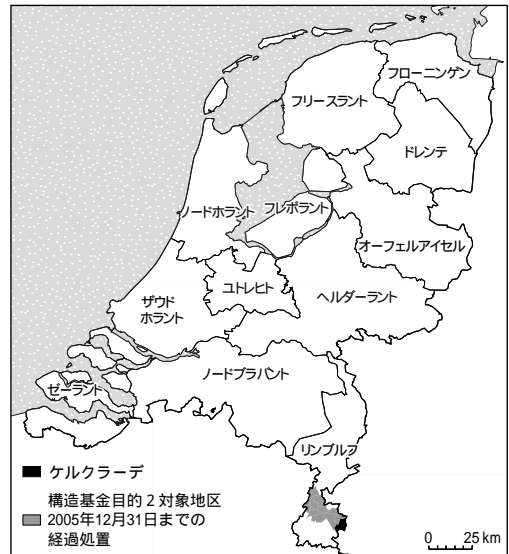 フローニンゲン
フリースラント
ドレンテ
ノードホラント
フレボラント
オーフェルアイセル
ユトレヒト
ヘルダーラント
ザウド
ホラント
ノードブラバント
ゼーラント
リンブルフ
ケルクラーデ
構造基金目的2対象地区
2005年12月31日までの
経過処置
0 25 km